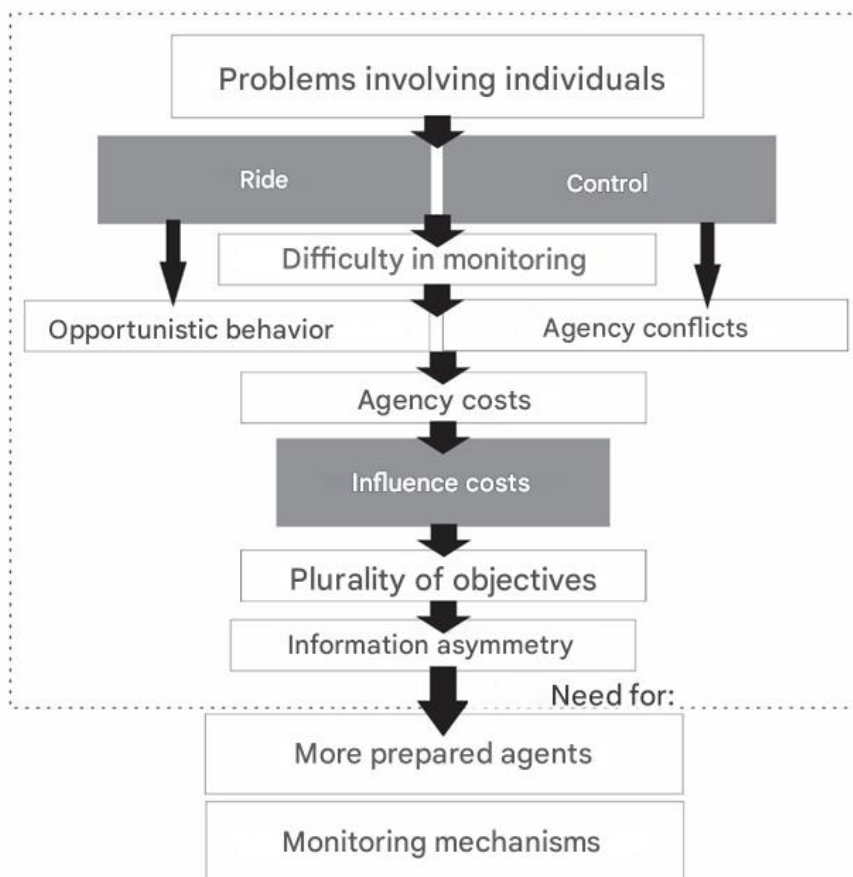 Problems involving individuals
Ride
Control
Difficulty in monitoring
Opportunistic behavior
Agency conflicts
Agency costs
Influence costs
Plurality of objectives
Information asymmetry
Need for:
More prepared agents
Monitoring mechanisms